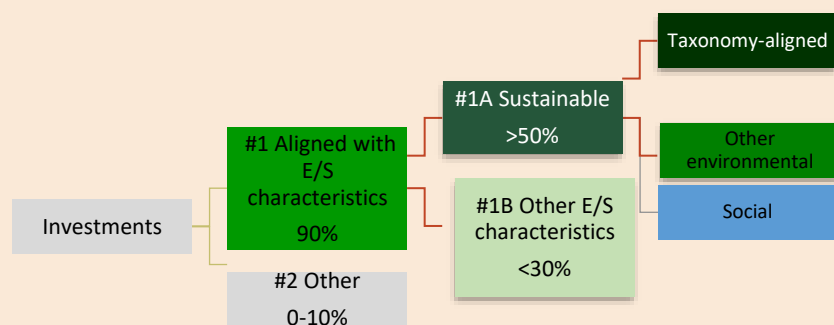 Taxonomy-aligned
#1A Sustainable
>50%
#1 Aligned with
E/S
characteristics
90%
Other
environmental
#1B Other E/S
characteristics
<30%
Social
Investments
#2 Other
0-10%